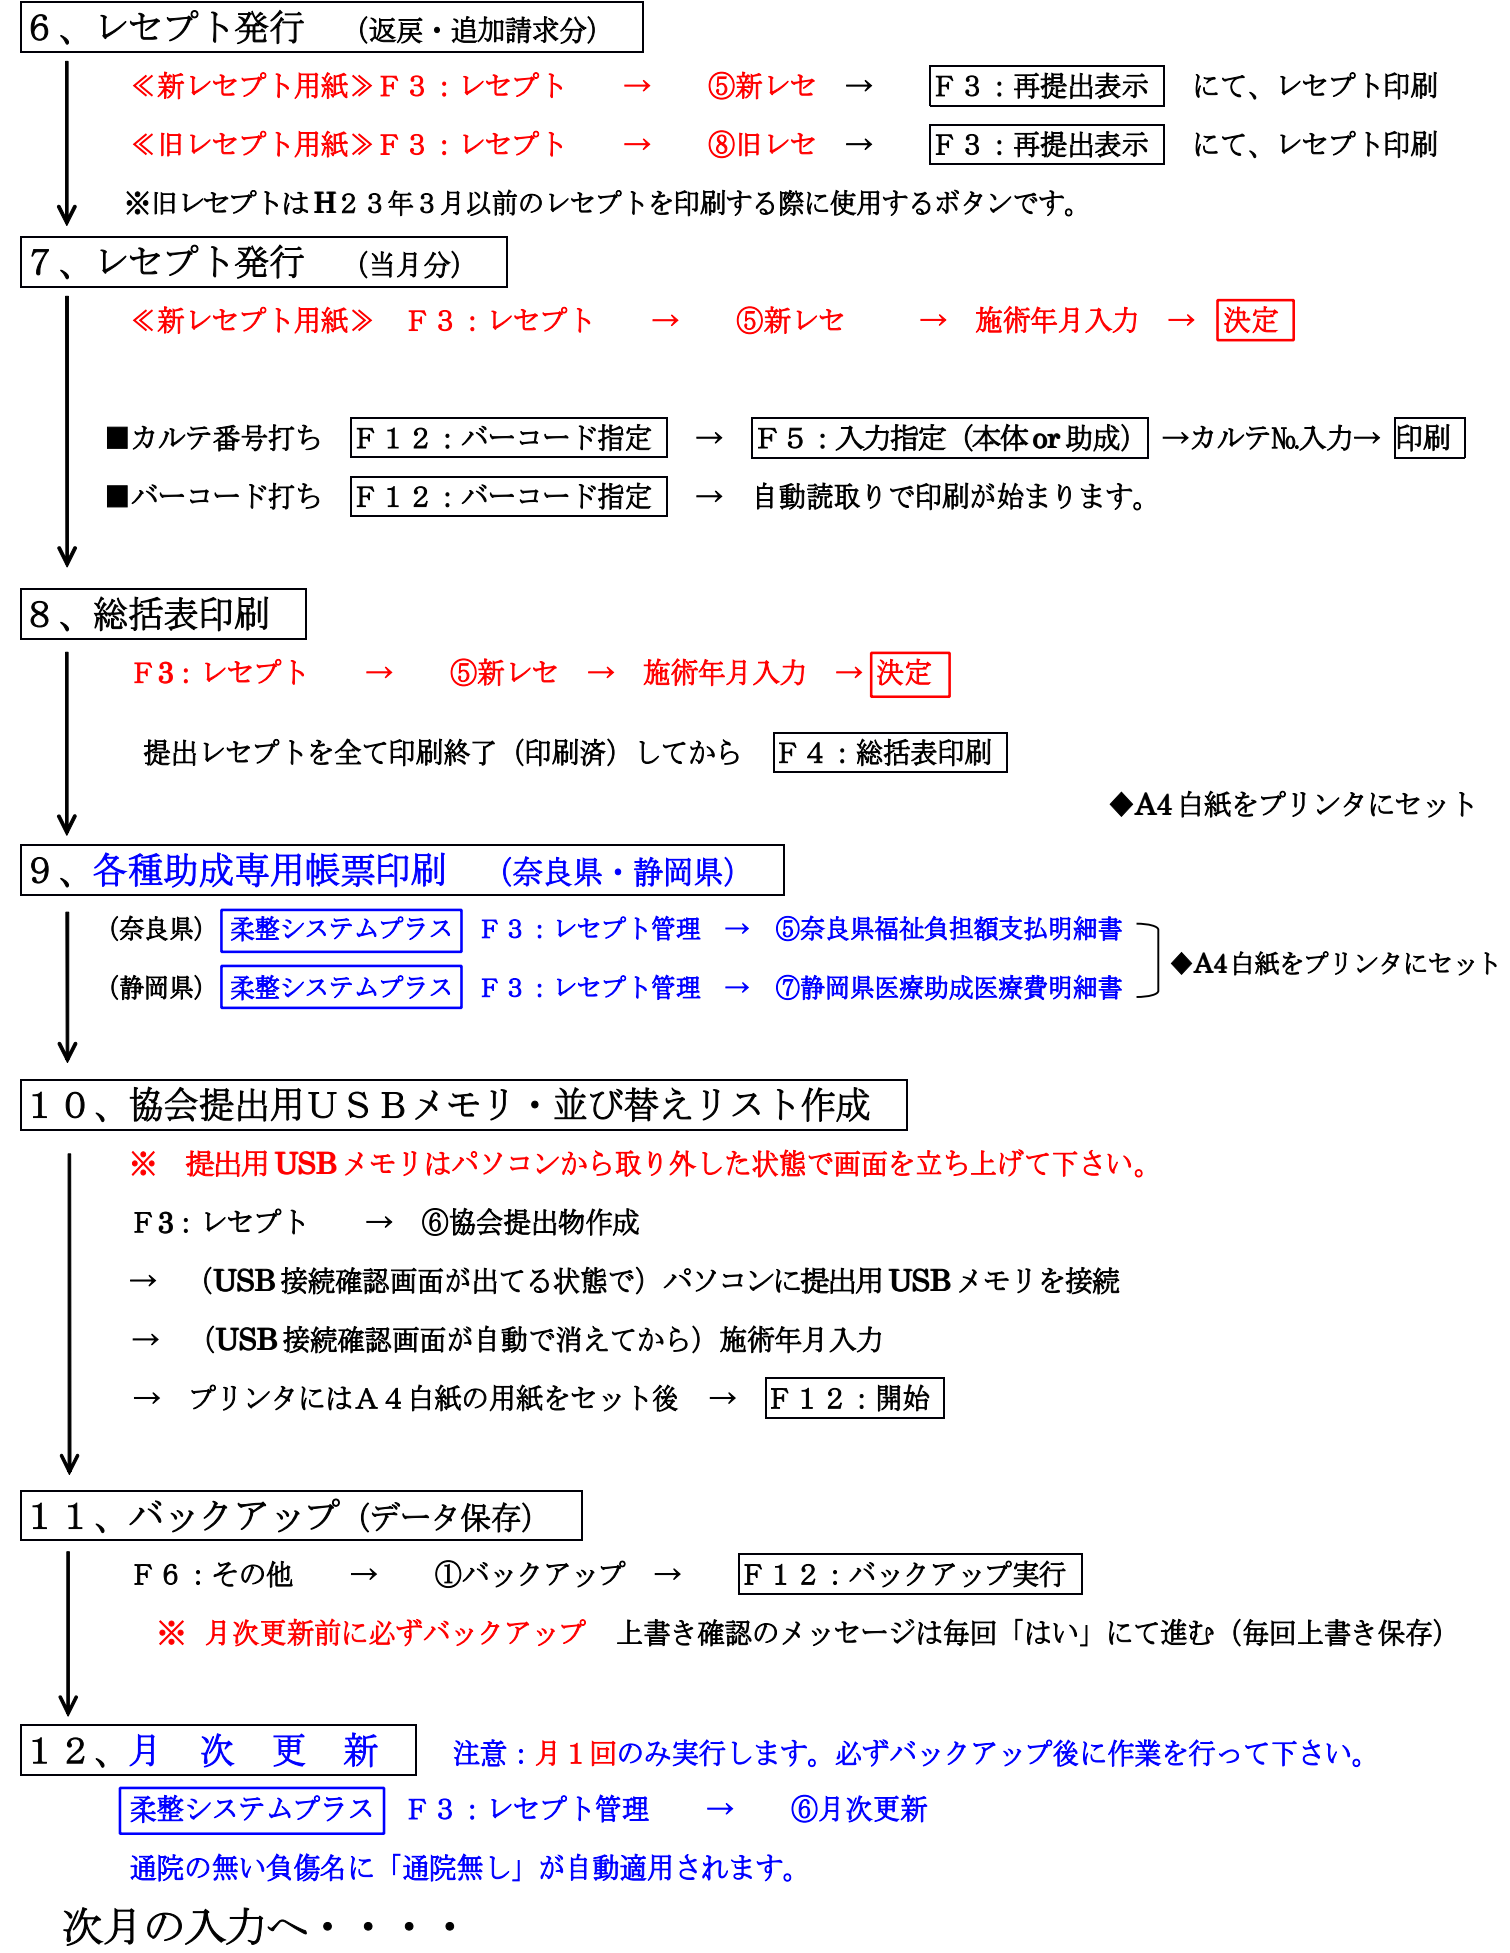 ６、レセプト発行　（返戻・追加請求分）
≪新レセプト用紙≫Ｆ３：レセプト　→　⑤新レセ　→　Ｆ３：再提出表示　にて、レセプト印刷
≪旧レセプト用紙≫Ｆ３：レセプト　→　⑧旧レセ　→　Ｆ３：再提出表示　にて、レセプト印刷
※旧レセプトはH２３年３月以前のレセプトを印刷する際に使用するボタンです。
７、レセプト発行　（当月分）
≪新レセプト用紙≫　Ｆ３：レセプト　→　⑤新レセ　→　施術年月入力　→　決定
■カルテ番号打ち　Ｆ１２：バーコード指定　→　Ｆ５：入力指定（本体or助成）　→カルテ№入力→　印刷
■バーコード打ち　Ｆ１２：バーコード指定　→　自動読取りで印刷が始まります。
８、総括表印刷
Ｆ3：レセプト　→　⑤新レセ　→　施術年月入力　→　決定
提出レセプトを全て印刷終了（印刷済）してから　Ｆ４：総括表印刷
◆A4白紙をプリンタにセット
９、各種助成専用帳票印刷　（奈良県・静岡県）
（奈良県）　柔整システムプラス　Ｆ３：レセプト管理　→　⑤奈良県福祉負担額支払明細書
◆A4白紙をプリンタにセット
（静岡県）　柔整システムプラス　Ｆ３：レセプト管理　→　⑦静岡県医療助成医療費明細書
１０、協会提出用ＵＳＢメモリ・並び替えリスト作成
※　提出用USBメモリはパソコンから取り外した状態で画面を立ち上げて下さい。
Ｆ3：レセプト　→　⑥協会提出物作成
→　（USB接続確認画面が出てる状態で）パソコンに提出用USBメモリを接続
→　（USB接続確認画面が自動で消えてから）施術年月入力
→　プリンタにはＡ４白紙の用紙をセット後　→　Ｆ１２：開始
１１、バックアップ（データ保存）
Ｆ６：その他　→　①バックアップ　→　Ｆ１２：バックアップ実行
※　月次更新前に必ずバックアップ　上書き確認のメッセージは毎回「はい」にて進む（毎回上書き保存）
１２、月　次　更　新　注意：月１回のみ実行します。必ずバックアップ後に作業を行って下さい。
柔整システムプラス　Ｆ３：レセプト管理　→　⑥月次更新
通院の無い負傷名に「通院無し」が自動適用されます。
次月の入力へ・・・・